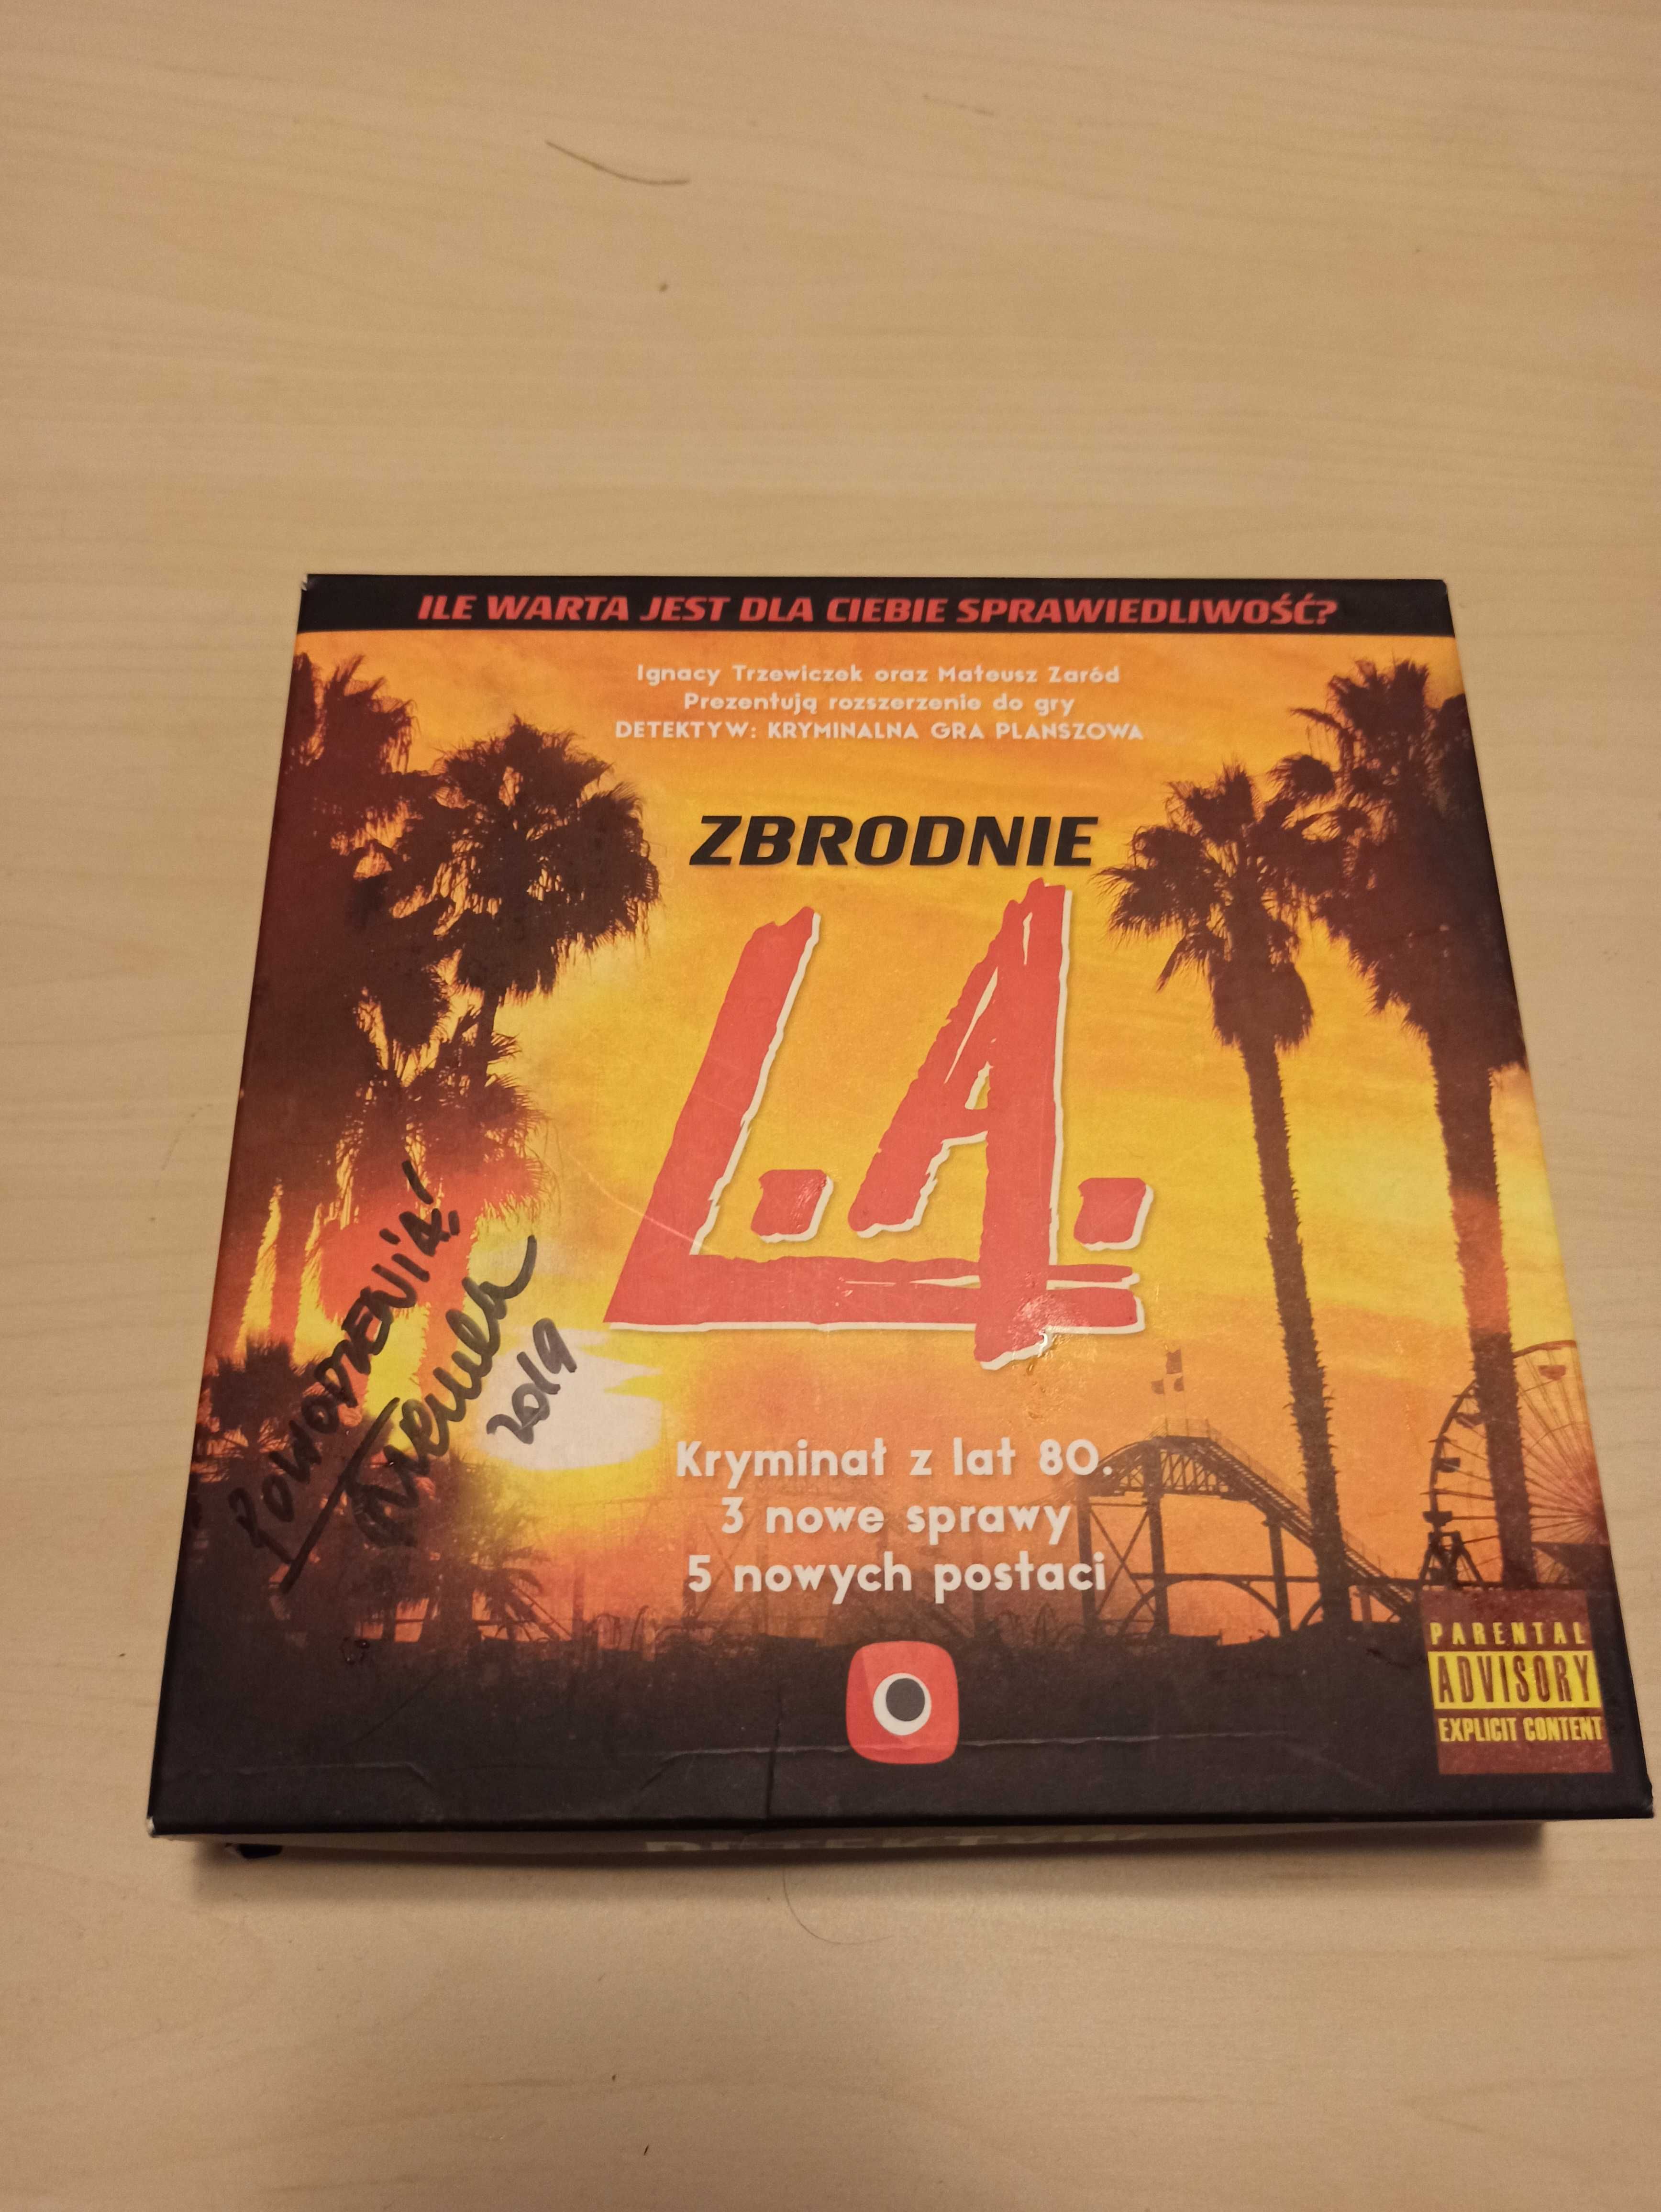 ILE WARTA JEST DLA CIEBIE SPRAWIEDLIWOŚĆ?
Ignacy Trzewiczek oraz Mateusz Zaród
Prezentują rozszerzenie do gry
DETEKTYW: KRYMINALNA GRA PLANSZOWA
ZBRODNIE
L.A.
POWODZENIA!
2019
Kryminał z lat 80.
3 nowe sprawy
5 nowych postaci
PARENTAL
ADVISORY
EXPLICIT CONTENT